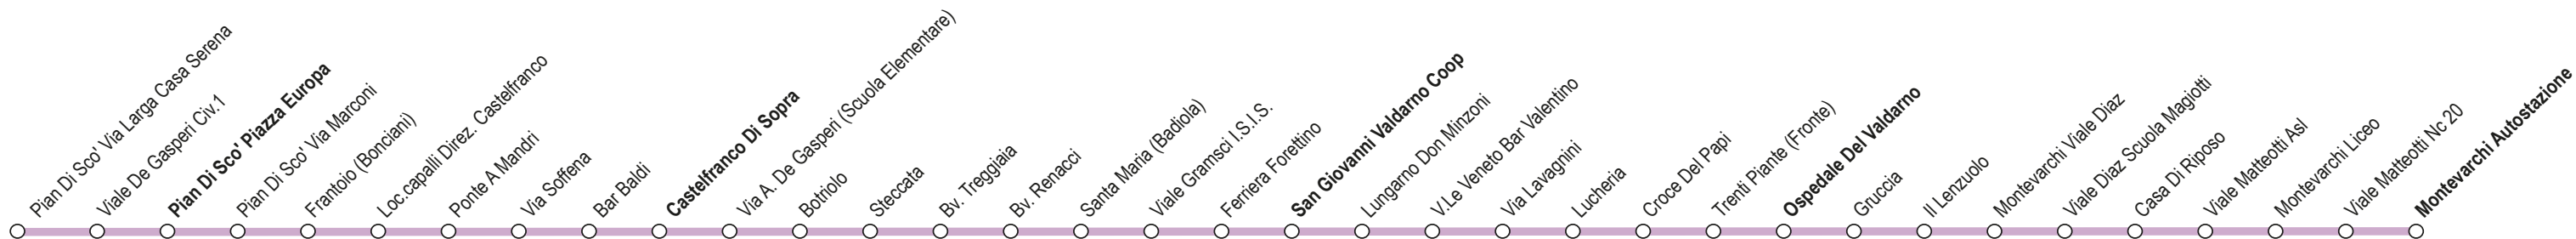 Pian Di Sco' Via Larga Casa Serena
Viale De Gasperi Civ.1
Pian Di Sco' Piazza Europa
Pian Di Sco' Via Marconi
Frantoio (Bonciani)
Loc.capalli Direz. Castelfranco
Ponte A Mandri
Via Soffena
Bar Baldi
Castelfranco Di Sopra
Via A. De Gasperi (Scuola Elementare)
Botriolo
Steccata
Bv. Treggiaia
Bv. Renacci
Santa Maria (Badiola)
Viale Gramsci I.S.I.S.
Ferriera Forettino
San Giovanni Valdarno Coop
Lungarno Don Minzoni
V.Le Veneto Bar Valentino
Via Lavagnini
Lucheria
Croce Del Papi
Trenti Piante (Fronte)
Ospedale Del Valdarno
Gruccia
Il Lenzuolo
Montevarchi Viale Diaz
Viale Diaz Scuola Magiotti
Casa Di Riposo
Viale Matteotti Asl
Montevarchi Liceo
Viale Matteotti Nc 20
Montevarchi Autostazione